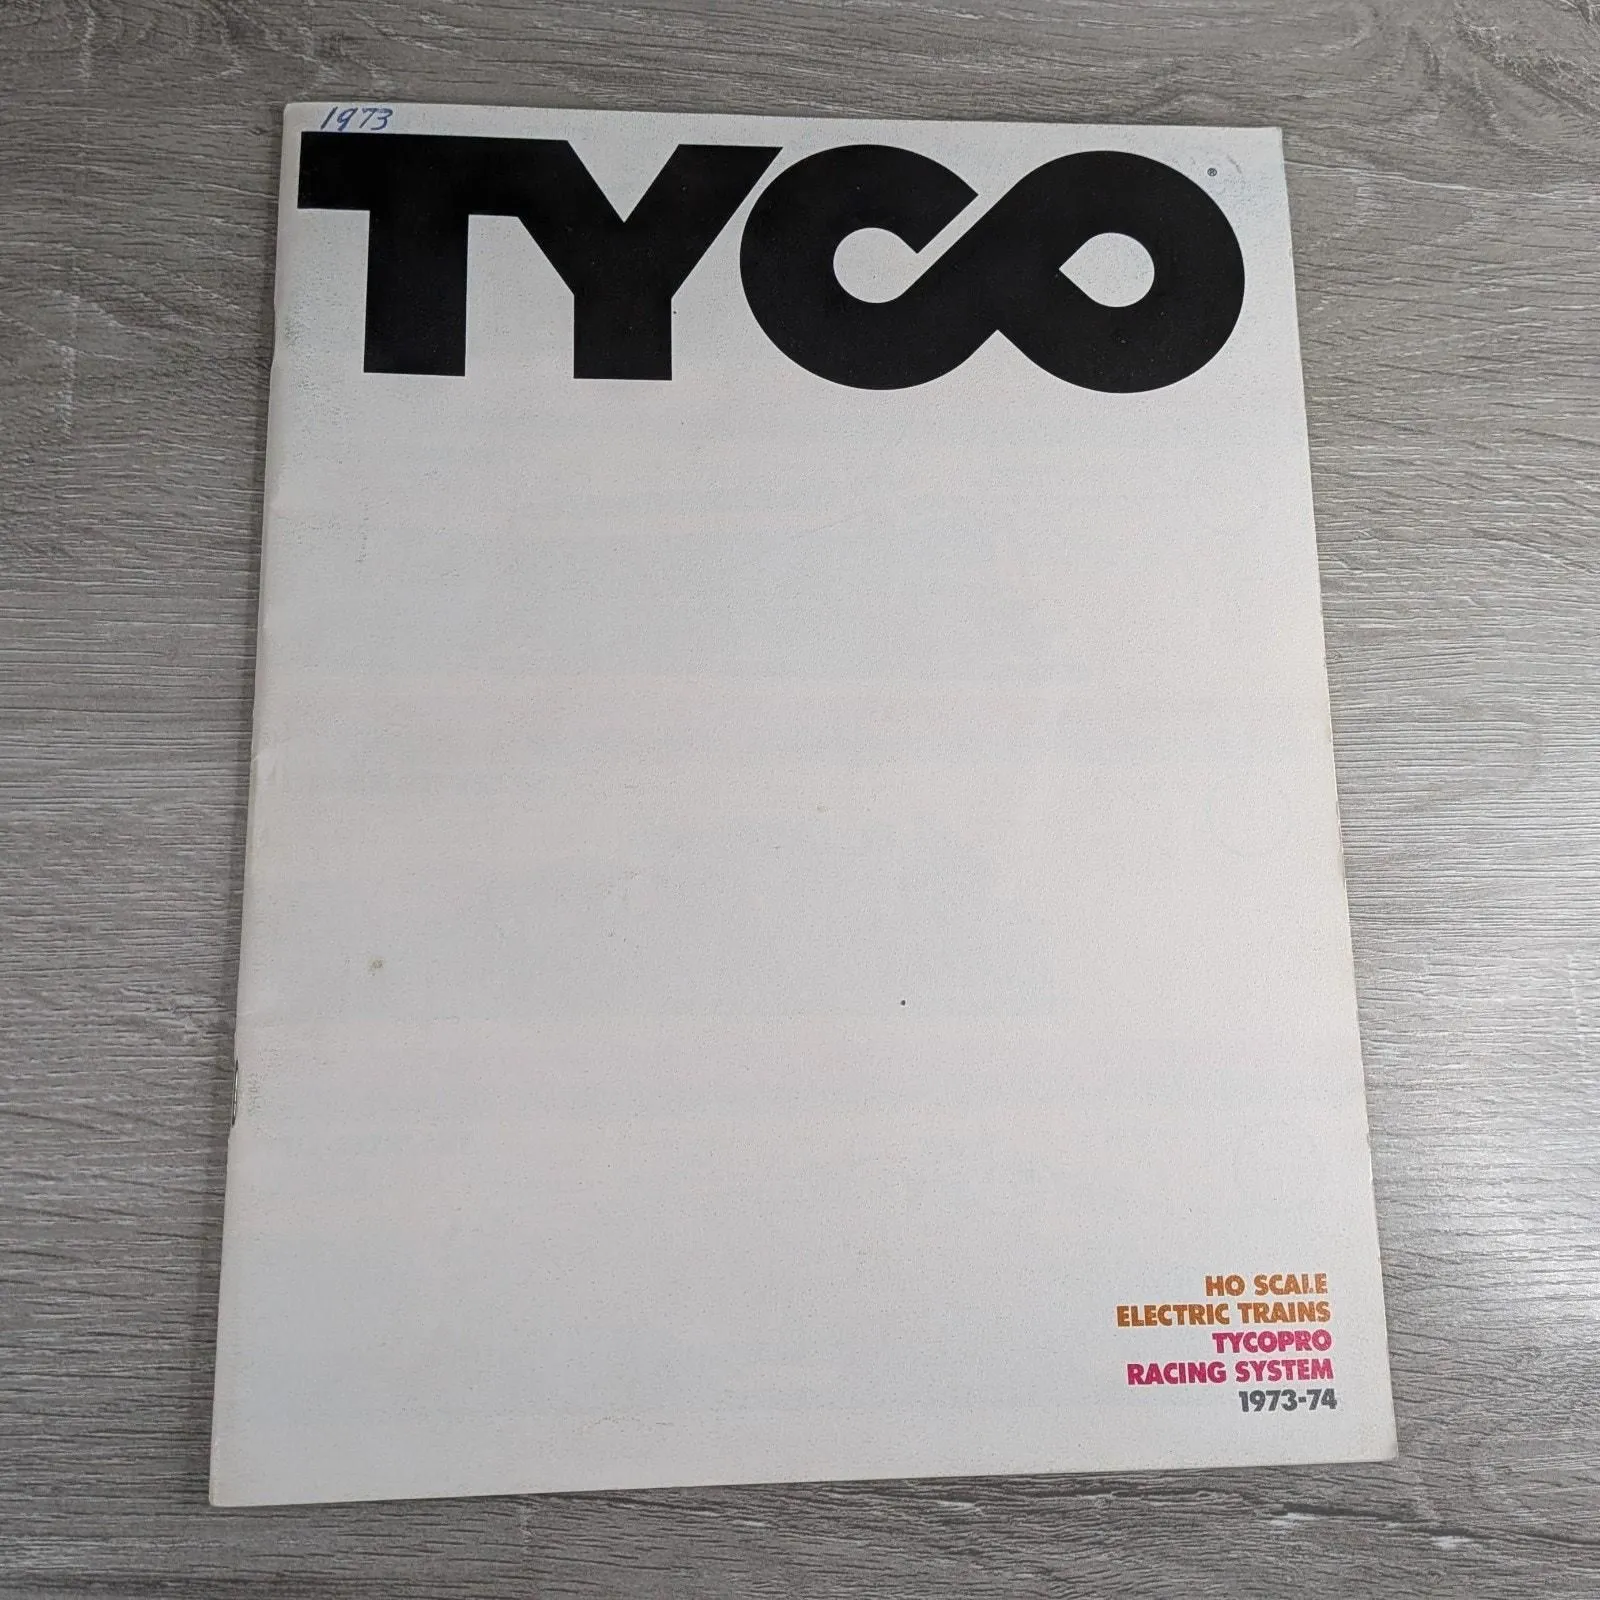 1973
TYCO®
HO SCALE
ELECTRIC TRAINS
TYCOPRO
RACING SYSTEM
1973-74